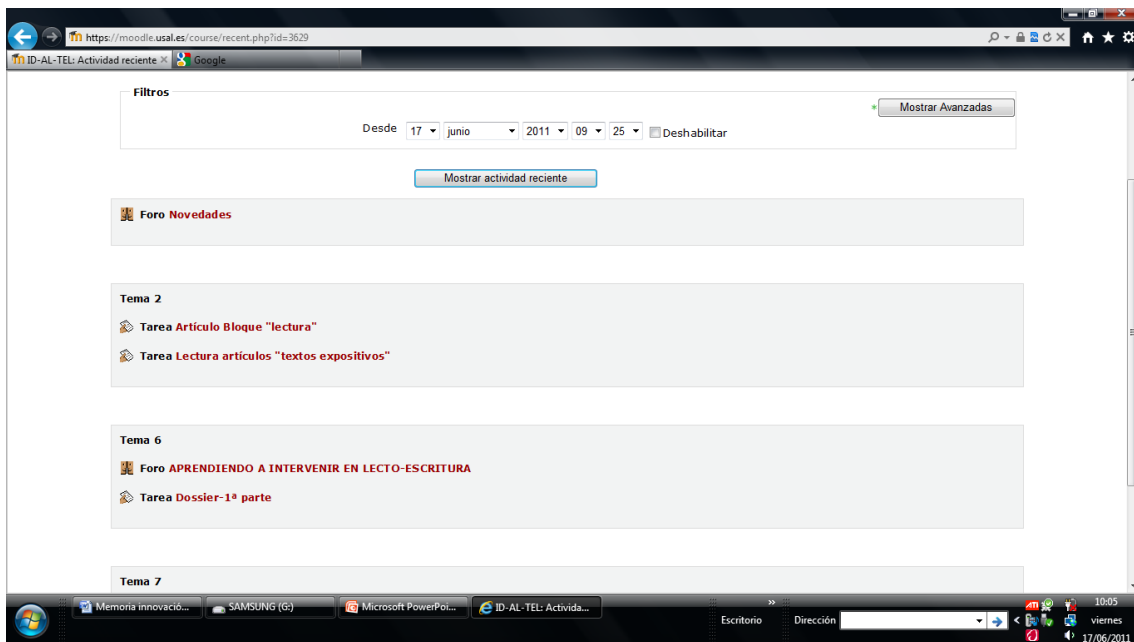 https://moodle.usal.es/course/recent.php?id=3629
ID-AL-TEL: Actividad reciente
Google
Filtros
* Mostrar Avanzadas
Desde 17 junio 2011 09 25 Deshabilitar
Mostrar actividad reciente
Foro Novedades
Tema 2
Tarea Artículo Bloque "lectura"
Tarea Lectura artículos "textos expositivos"
Tema 6
Foro APRENDIENDO A INTERVENIR EN LECTO-ESCRITURA
Tarea Dossier-1ª parte
Tema 7
Memoria innovació... SAMSUNG (G:) Microsoft PowerPoi... ID-AL-TEL: Activida...
Escritorio » Dirección
ATI
10:05
viernes
17/06/2011